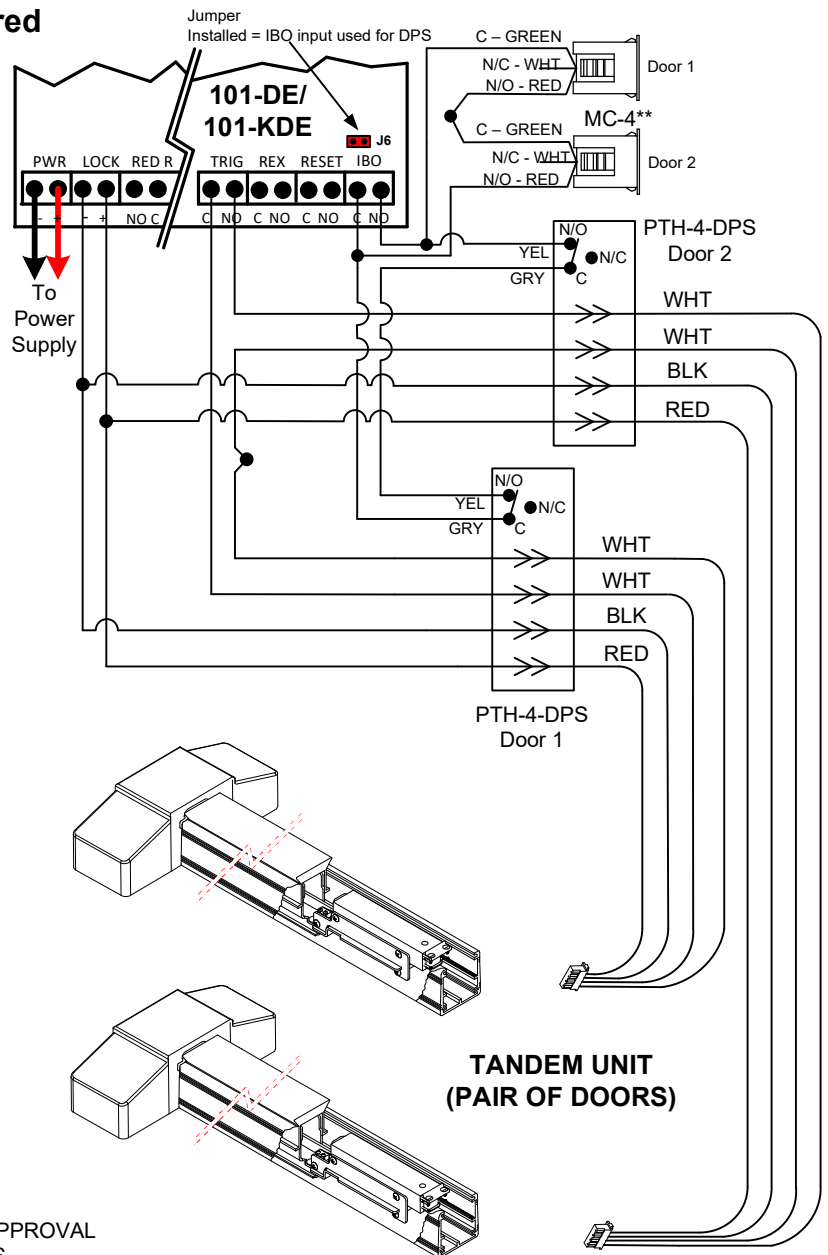 red
Jumper
Installed = IBO input used for DPS
C – GREEN
N/C - WHT
N/O - RED
Door 1
MC-4**
C – GREEN
N/C - WHT
N/O - RED
Door 2
101-DE/
101-KDE
J6
PWR LOCK RED R TRIG REX RESET IBO
- + - + NO C C NO C NO C NO C NO
To
Power
Supply
N/O
YEL
N/C
GRY
C
PTH-4-DPS
Door 2
WHT
WHT
BLK
RED
N/O
YEL
N/C
GRY
C
WHT
WHT
BLK
RED
PTH-4-DPS
Door 1
TANDEM UNIT
(PAIR OF DOORS)
PPROVAL